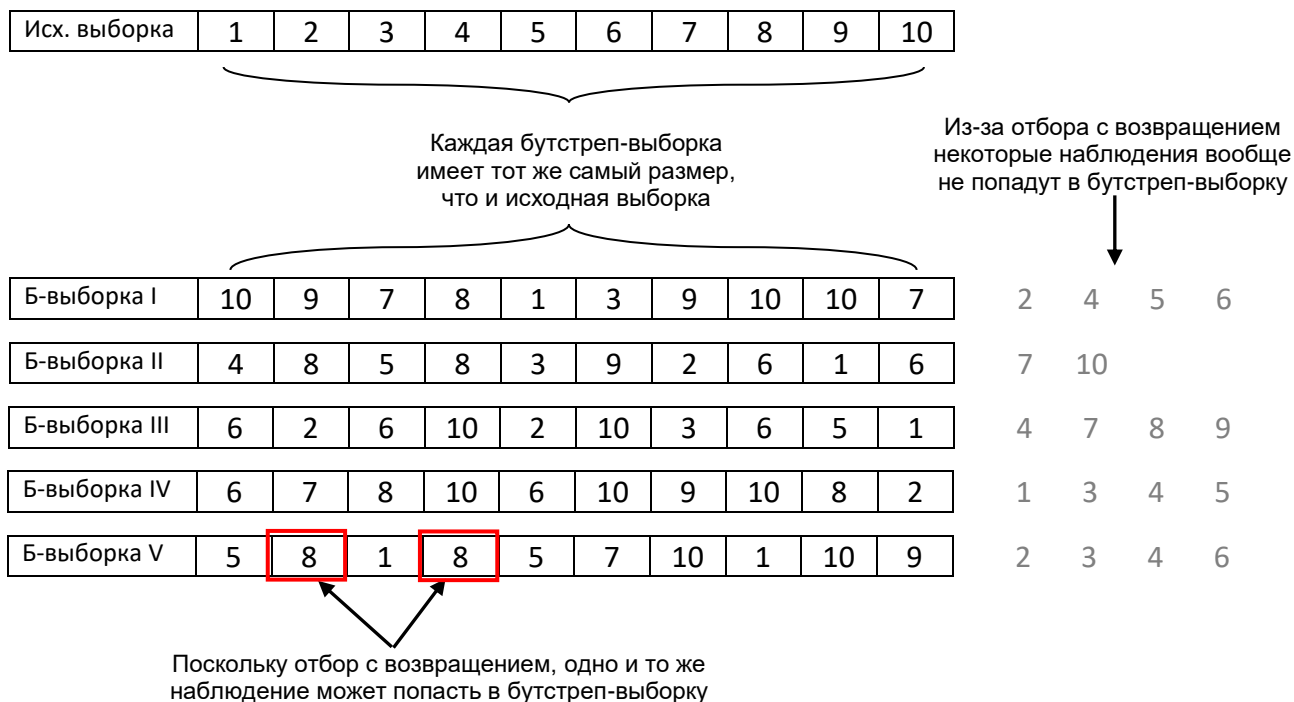 Исх. выборка 1 2 3 4 5 6 7 8 9 10
Каждая бутстреп-выборка
имеет тот же самый размер,
что и исходная выборка
Из-за отбора с возвращением
некоторые наблюдения вообще
не попадут в бутстреп-выборку
Б-выборка I 10 9 7 8 1 3 9 10 10 7 2 4 5 6
Б-выборка II 4 8 5 8 3 9 2 6 1 6 7 10
Б-выборка III 6 2 6 10 2 10 3 6 5 1 4 7 8 9
Б-выборка IV 6 7 8 10 6 10 9 10 8 2 1 3 4 5
Б-выборка V 5 8 1 8 5 7 10 1 10 9 2 3 4 6
Поскольку отбор с возвращением, одно и то же
наблюдение может попасть в бутстреп-выборку